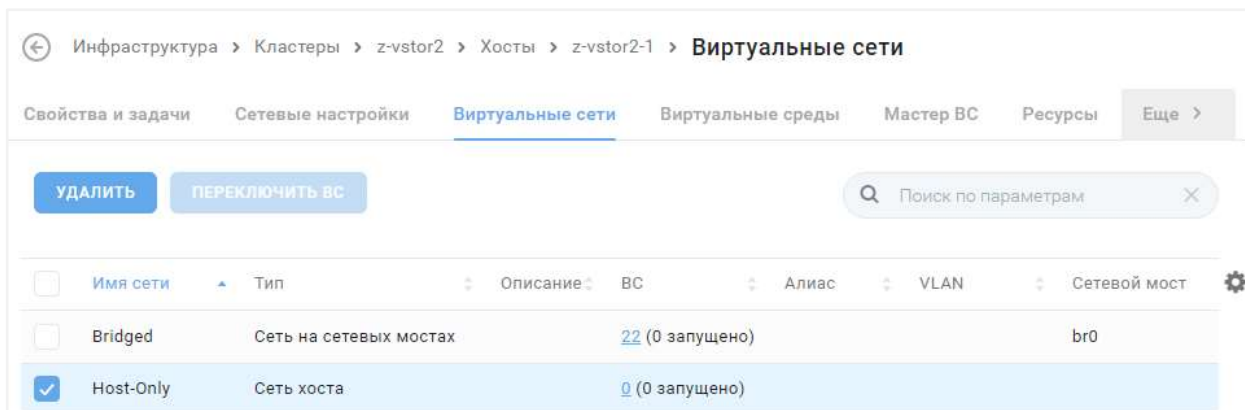 Инфраструктура > Кластеры > z-vstor2 > Хосты > z-vstor2-1 > Виртуальные сети
Свойства и задачи Сетевые настройки Виртуальные сети Виртуальные среды Мастер ВС Ресурсы Еще >
УДАЛИТЬ ПЕРЕКЛЮЧИТЬ ВС Поиск по параметрам
Имя сети Тип Описание ВС Алиас VLAN Сетевой мост
Bridged Сеть на сетевых мостах 22 (0 запущено) br0
Host-Only Сеть хоста 0 (0 запущено)